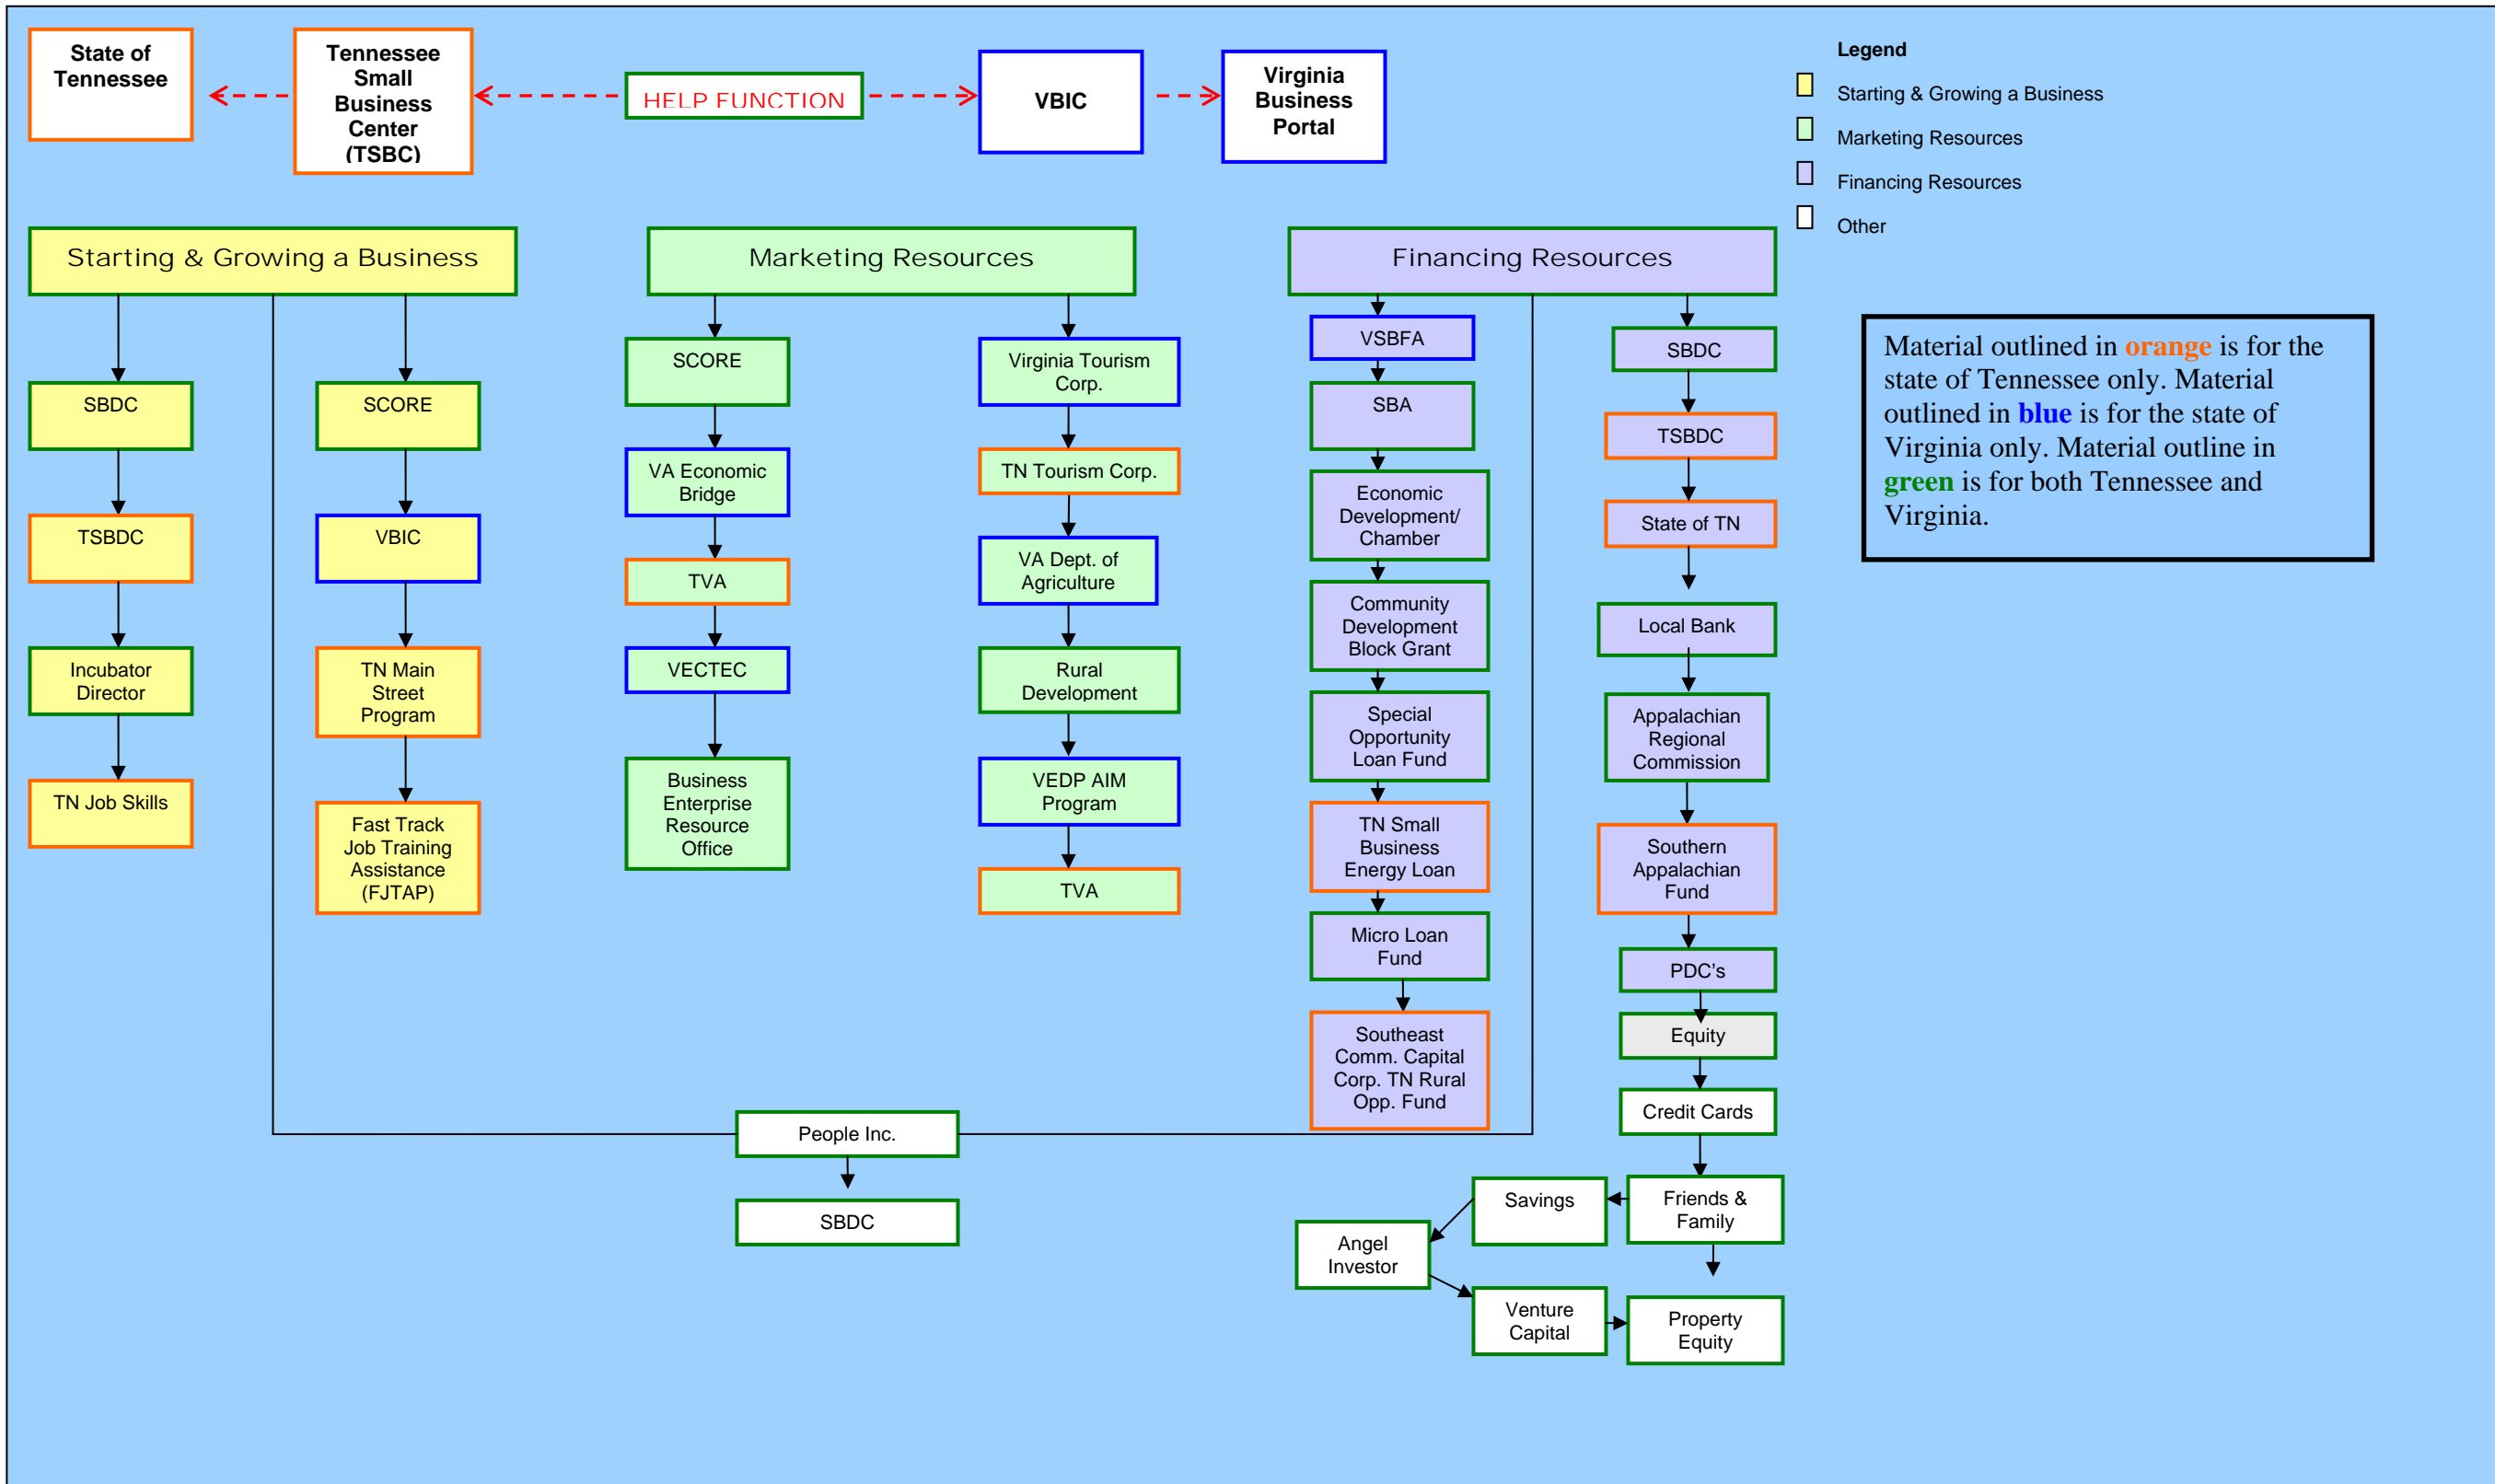 State of
Tennessee
Tennessee
Small
Business
Center
(TSBC)
HELP FUNCTION
VBIC
Virginia
Business
Portal
Legend
Starting & Growing a Business
Marketing Resources
Financing Resources
Other
Starting & Growing a Business
SBDC
TSBDC
Incubator
Director
TN Job Skills
SCORE
VBIC
TN Main
Street
Program
Fast Track
Job Training
Assistance
(FJTAP)
Marketing Resources
SCORE
VA Economic
Bridge
TVA
VECTEC
Business
Enterprise
Resource
Office
Virginia Tourism
Corp.
TN Tourism Corp.
VA Dept. of
Agriculture
Rural
Development
VEDP AIM
Program
TVA
Financing Resources
VSBFA
SBA
Economic
Development/
Chamber
Community
Development
Block Grant
Special
Opportunity
Loan Fund
TN Small
Business
Energy Loan
Micro Loan
Fund
Southeast
Comm. Capital
Corp. TN Rural
Opp. Fund
SBDC
TSBDC
State of TN
Local Bank
Appalachian
Regional
Commission
Southern
Appalachian
Fund
PDC's
Equity
Credit Cards
Friends &
Family
Savings
Angel
Investor
Venture
Capital
Property
Equity
People Inc.
SBDC
Material outlined in orange is for the
state of Tennessee only. Material
outlined in blue is for the state of
Virginia only. Material outline in
green is for both Tennessee and
Virginia.